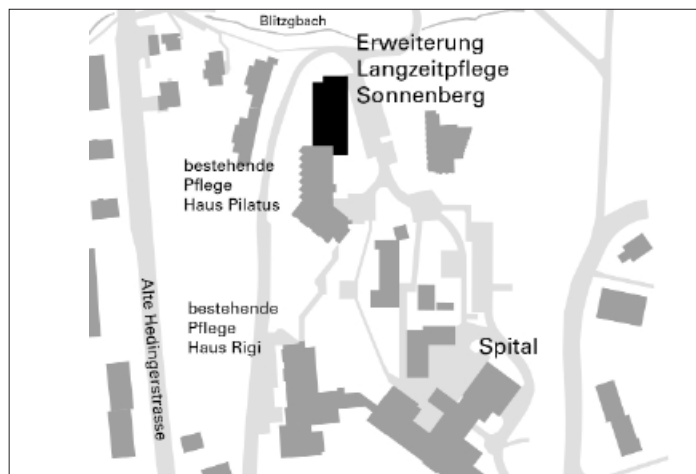 Blitzgbach
Erweiterung
Langzeitpflege
Sonnenberg
bestehende
Pflege
Haus Pilatus
Alte Hedingerstrasse
bestehende
Pflege
Haus Rigi
Spital